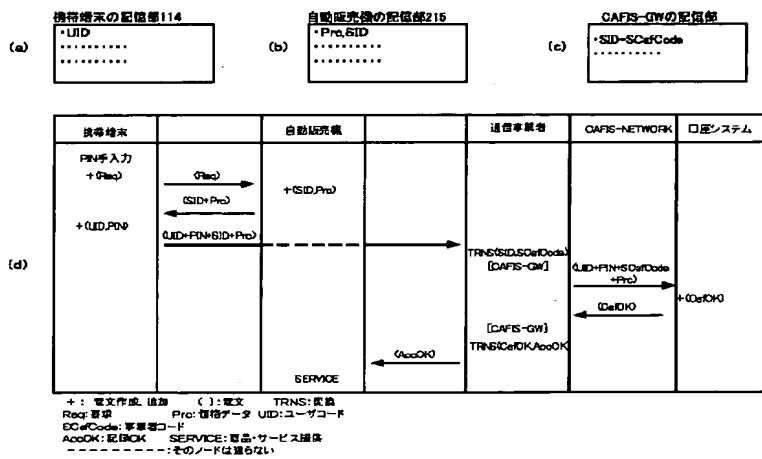 携帯端末の記憶部114
自動販売機の記憶部215
CAFIS-GWの記憶部
(a)
・UID
(b)
・Pro,SID
(c)
・SID-SCafCode
携帯端末
自動販売機
通信事業者
CAFIS-NETWORK
口座システム
PIN手入力
+(Req)
(Req)
+(SID,Pro)
(SID+Pro)
+(UID,PIN)
(UID+PIN+SID+Pro)
(d)
TRNS(SID,SCafCode)
[CAFIS-GW]
(UID+PIN+SCafCode
+Pro)
+(CafOK)
(CafOK)
[CAFIS-GW]
TRNS(CafOK,AccOK)
(AccOK)
SERVICE
+：電文作成、追加 ( )：電文 TRNS：変換
Req：要求 Pro：価格データ UID：ユーザコード
SCafCode：事業者コード
AccOK：記録OK SERVICE：商品・サービス提供
---------：そのノードは通らない